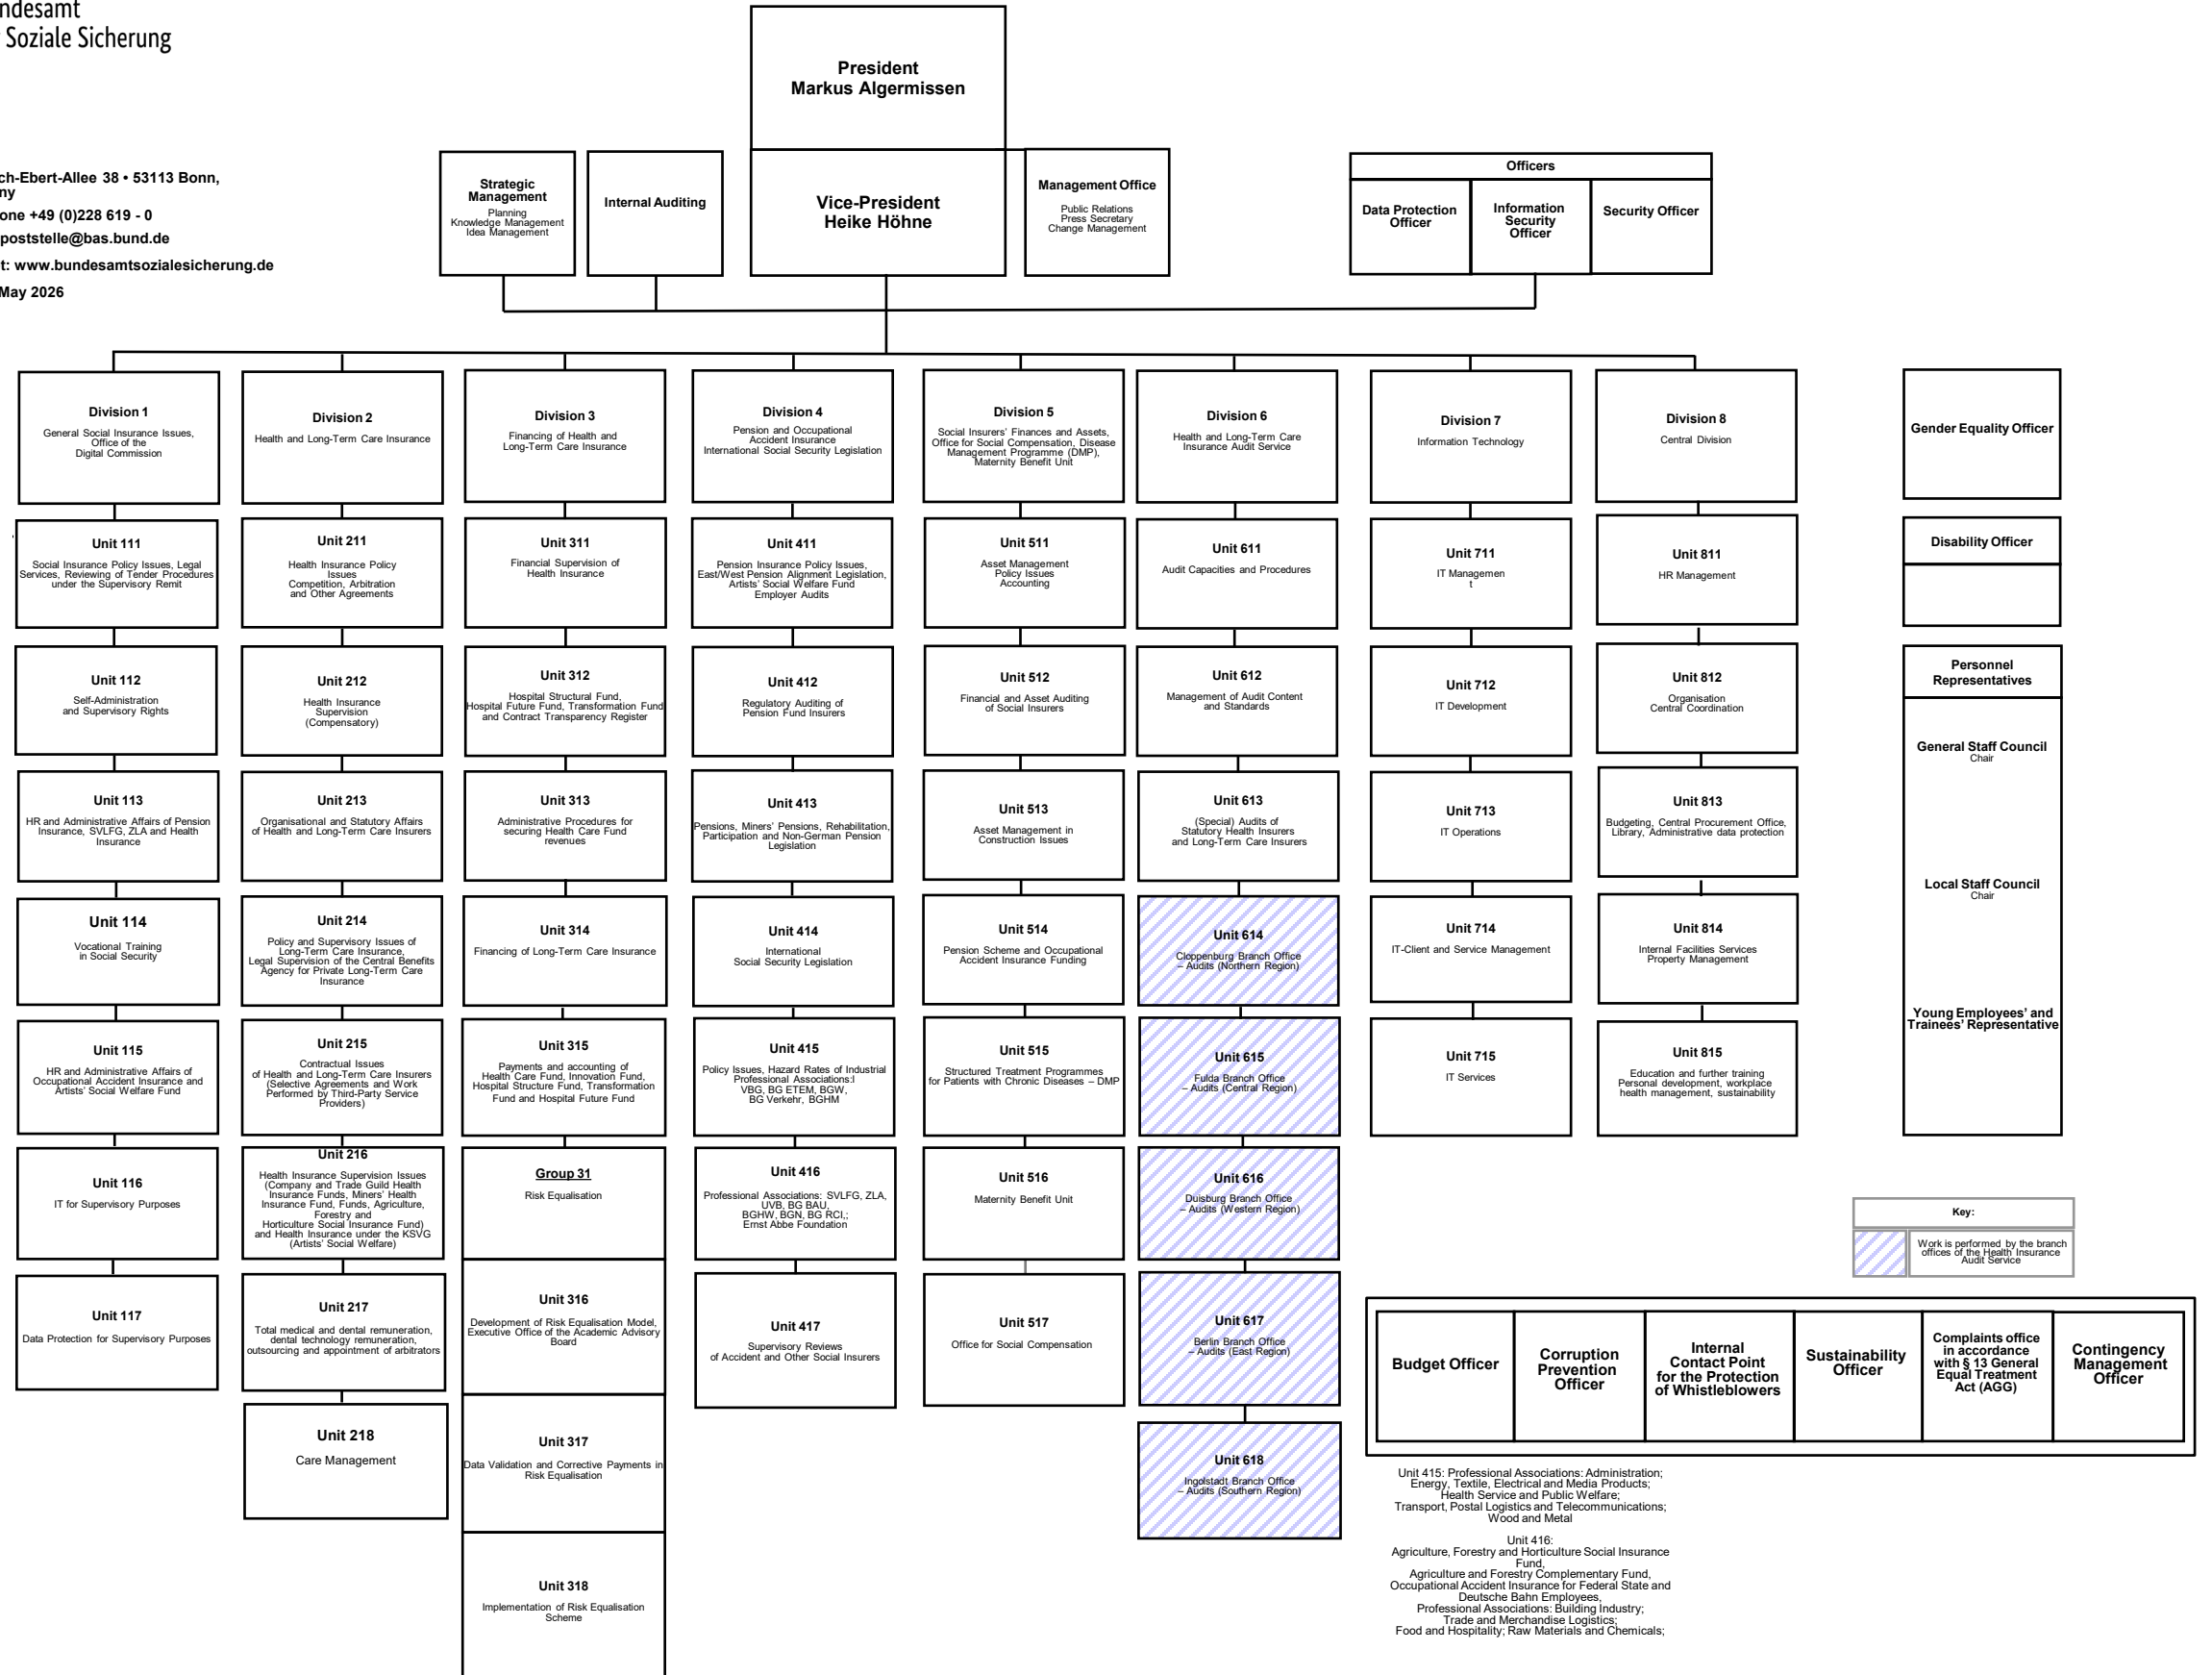 ndesamt
Soziale Sicherung
ch-Ebert-Allee 38 • 53113 Bonn,
ny
one +49 (0)228 619 - 0
poststelle@bas.bund.de
t: www.bundesamtsozialesicherung.de
May 2026
President
Markus Algermissen
Vice-President
Heike Höhne
Strategic
Management
Planning
Knowledge Management
Idea Management
Internal Auditing
Management Office
Public Relations
Press Secretary
Change Management
Officers
Data Protection
Officer
Information
Security
Officer
Security Officer
Division 1
General Social Insurance Issues,
Office of the
Digital Commission
Division 2
Health and Long-Term Care Insurance
Division 3
Financing of Health and
Long-Term Care Insurance
Division 4
Pension and Occupational
Accident Insurance
International Social Security Legislation
Division 5
Social Insurers' Finances and Assets,
Office for Social Compensation, Disease
Management Programme (DMP),
Maternity Benefit Unit
Division 6
Health and Long-Term Care
Insurance Audit Service
Division 7
Information Technology
Division 8
Central Division
Gender Equality Officer
Unit 111
Social Insurance Policy Issues, Legal
Services, Reviewing of Tender Procedures
under the Supervisory Remit
Unit 211
Health Insurance Policy
Issues
Competition, Arbitration
and Other Agreements
Unit 311
Financial Supervision of
Health Insurance
Unit 411
Pension Insurance Policy Issues,
East/West Pension Alignment Legislation,
Artists' Social Welfare Fund
Employer Audits
Unit 511
Asset Management
Policy Issues
Accounting
Unit 611
Audit Capacities and Procedures
Unit 711
IT Managemen
t
Unit 811
HR Management
Disability Officer
Unit 112
Self-Administration
and Supervisory Rights
Unit 212
Health Insurance
Supervision
(Compensatory)
Unit 312
Hospital Structural Fund,
Hospital Future Fund, Transformation Fund
and Contract Transparency Register
Unit 412
Regulatory Auditing of
Pension Fund Insurers
Unit 512
Financial and Asset Auditing
of Social Insurers
Unit 612
Management of Audit Content
and Standards
Unit 712
IT Development
Unit 812
Organisation
Central Coordination
Personnel
Representatives
General Staff Council
Chair
Local Staff Council
Chair
Young Employees' and
Trainees' Representative
Unit 113
HR and Administrative Affairs of Pension
Insurance, SVLFG, ZLA and Health
Insurance
Unit 213
Organisational and Statutory Affairs
of Health and Long-Term Care Insurers
Unit 313
Administrative Procedures for
securing Health Care Fund
revenues
Unit 413
Pensions, Miners' Pensions, Rehabilitation,
Participation and Non-German Pension
Legislation
Unit 513
Asset Management in
Construction Issues
Unit 613
(Special) Audits of
Statutory Health Insurers
and Long-Term Care Insurers
Unit 713
IT Operations
Unit 813
Budgeting, Central Procurement Office,
Library, Administrative data protection
Unit 114
Vocational Training
in Social Security
Unit 214
Policy and Supervisory Issues of
Long-Term Care Insurance,
Legal Supervision of the Central Benefits
Agency for Private Long-Term Care
Insurance
Unit 314
Financing of Long-Term Care Insurance
Unit 414
International
Social Security Legislation
Unit 514
Pension Scheme and Occupational
Accident Insurance Funding
Unit 614
Cloppenburg Branch Office
– Audits (Northern Region)
Unit 714
IT-Client and Service Management
Unit 814
Internal Facilities Services
Property Management
Unit 115
HR and Administrative Affairs of
Occupational Accident Insurance and
Artists' Social Welfare Fund
Unit 215
Contractual Issues
of Health and Long-Term Care Insurers
(Selective Agreements and Work
Performed by Third-Party Service
Providers)
Unit 315
Payments and accounting of
Health Care Fund, Innovation Fund,
Hospital Structure Fund, Transformation
Fund and Hospital Future Fund
Unit 415
Policy Issues, Hazard Rates of Industrial
Professional Associations:l
VBG, BG ETEM, BGW,
BG Verkehr, BGHM
Unit 515
Structured Treatment Programmes
for Patients with Chronic Diseases – DMP
Unit 615
Fulda Branch Office
– Audits (Central Region)
Unit 715
IT Services
Unit 815
Education and further training
Personal development, workplace
health management, sustainability
Unit 116
IT for Supervisory Purposes
Unit 216
Health Insurance Supervision Issues
(Company and Trade Guild Health
Insurance Funds, Miners' Health
Insurance Fund, Funds, Agriculture,
Forestry and
Horticulture Social Insurance Fund)
and Health Insurance under the KSVG
(Artists' Social Welfare)
Group 31
Risk Equalisation
Unit 416
Professional Associations: SVLFG, ZLA,
UVB, BG BAU,
BGHW, BGN, BG RCI,;
Ernst Abbe Foundation
Unit 516
Maternity Benefit Unit
Unit 616
Duisburg Branch Office
– Audits (Western Region)
Key:
Work is performed by the branch
offices of the Health Insurance
Audit Service
Unit 117
Data Protection for Supervisory Purposes
Unit 217
Total medical and dental remuneration,
dental technology remuneration,
outsourcing and appointment of arbitrators
Unit 316
Development of Risk Equalisation Model,
Executive Office of the Academic Advisory
Board
Unit 417
Supervisory Reviews
of Accident and Other Social Insurers
Unit 517
Office for Social Compensation
Unit 617
Berlin Branch Office
– Audits (East Region)
Budget Officer
Corruption
Prevention
Officer
Internal
Contact Point
for the Protection
of Whistleblowers
Sustainability
Officer
Complaints office
in accordance
with § 13 General
Equal Treatment
Act (AGG)
Contingency
Management
Officer
Unit 218
Care Management
Unit 317
Data Validation and Corrective Payments in
Risk Equalisation
Unit 618
Ingolstadt Branch Office
– Audits (Southern Region)
Unit 318
Implementation of Risk Equalisation
Scheme
Unit 415: Professional Associations: Administration;
Energy, Textile, Electrical and Media Products;
Health Service and Public Welfare;
Transport, Postal Logistics and Telecommunications;
Wood and Metal
Unit 416:
Agriculture, Forestry and Horticulture Social Insurance
Fund,
Agriculture and Forestry Complementary Fund,
Occupational Accident Insurance for Federal State and
Deutsche Bahn Employees,
Professional Associations: Building Industry;
Trade and Merchandise Logistics;
Food and Hospitality; Raw Materials and Chemicals;